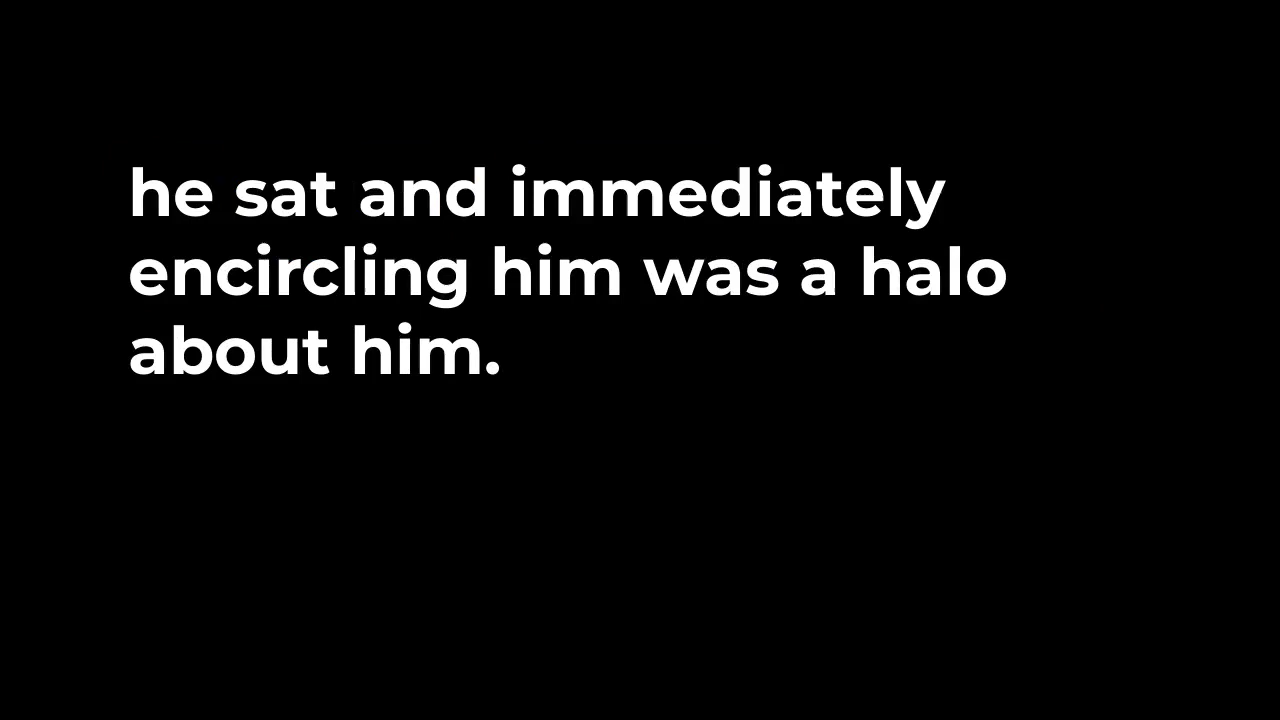 he sat and immediately
encircling him was a halo
about him.